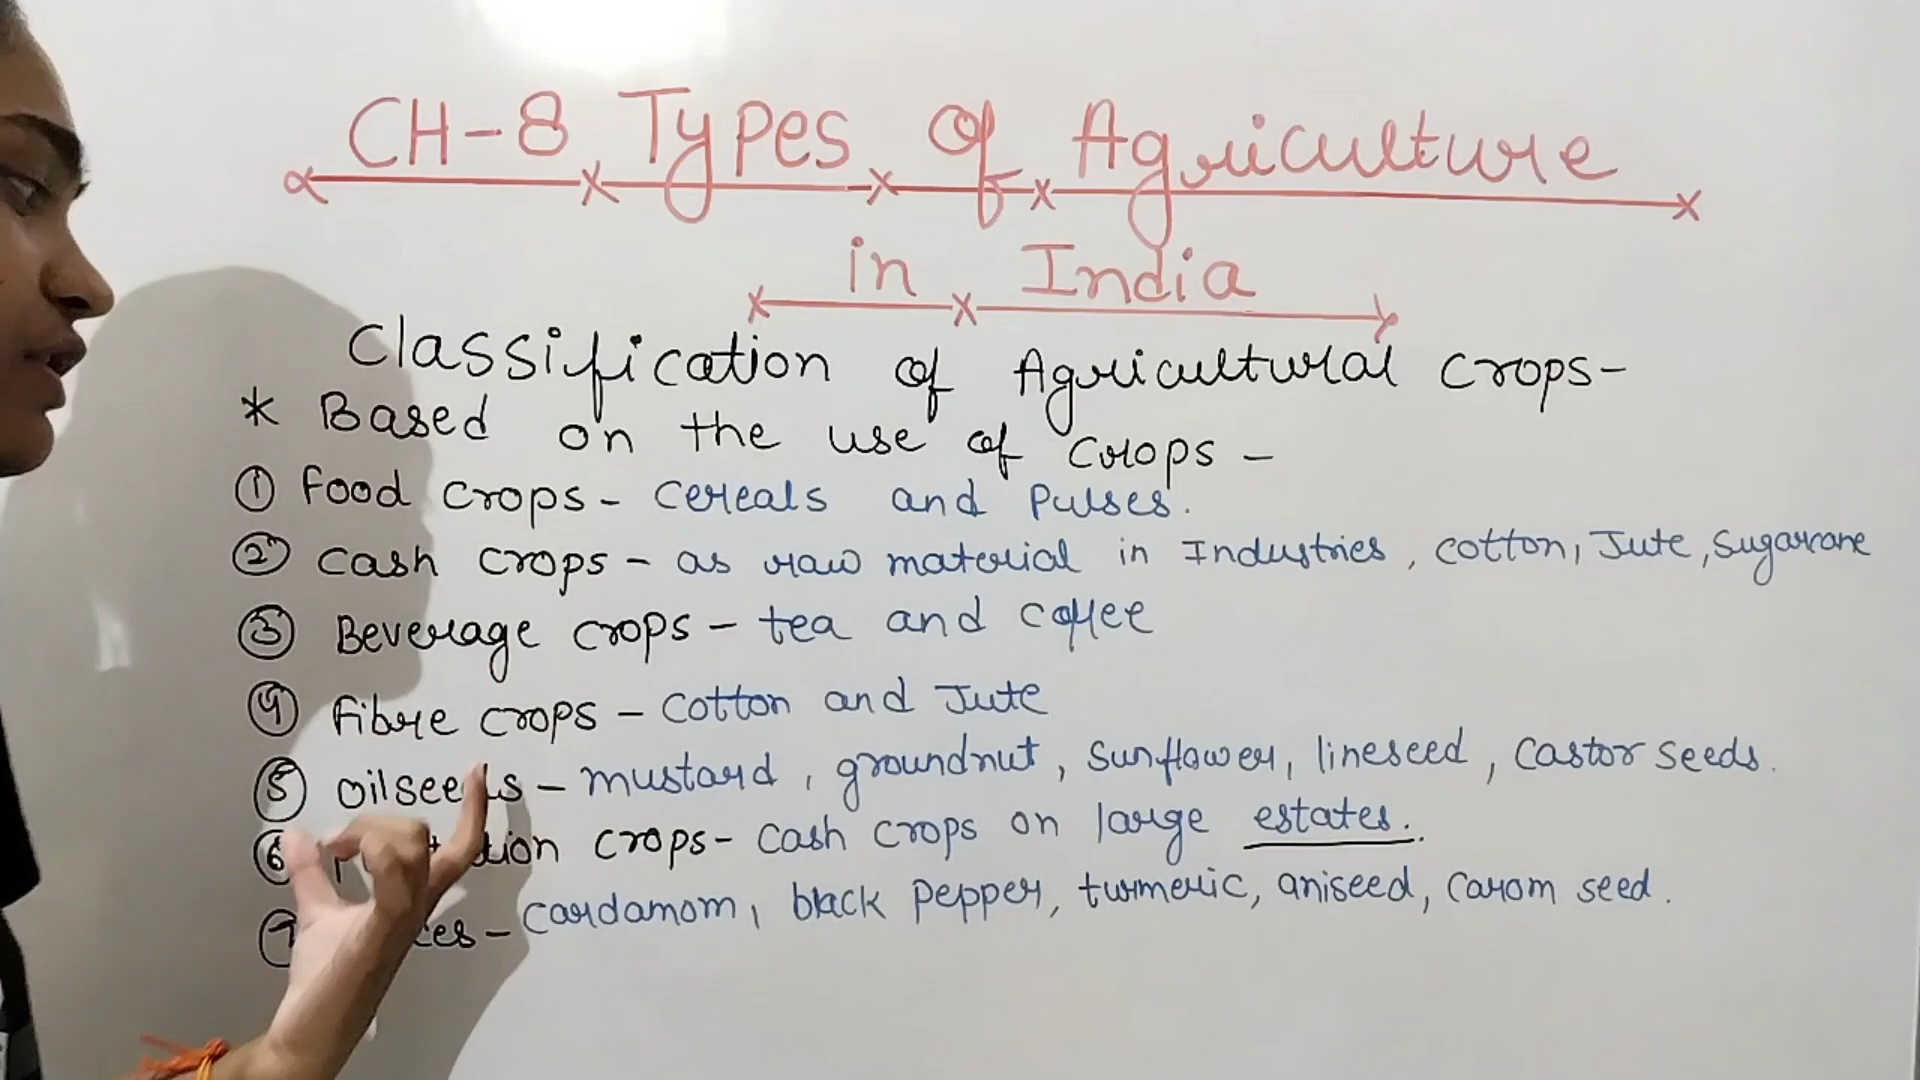 CH-8 Types of Agriculture
in India
Classification of Agricultural crops-
* Based on the use of crops -
① food crops - cereals and Pulses.
② cash crops - as raw material in Industries, cotton, Jute, Sugarcane
③ Beverage crops - tea and coffee
④ fibre crops - cotton and Jute
⑤ oilseeds - mustard, groundnut, sunflower, lineseed, castor seeds.
⑥ crops- cash crops on large estates.
⑦ - cardamom, black pepper, turmeric, aniseed, carom seed.